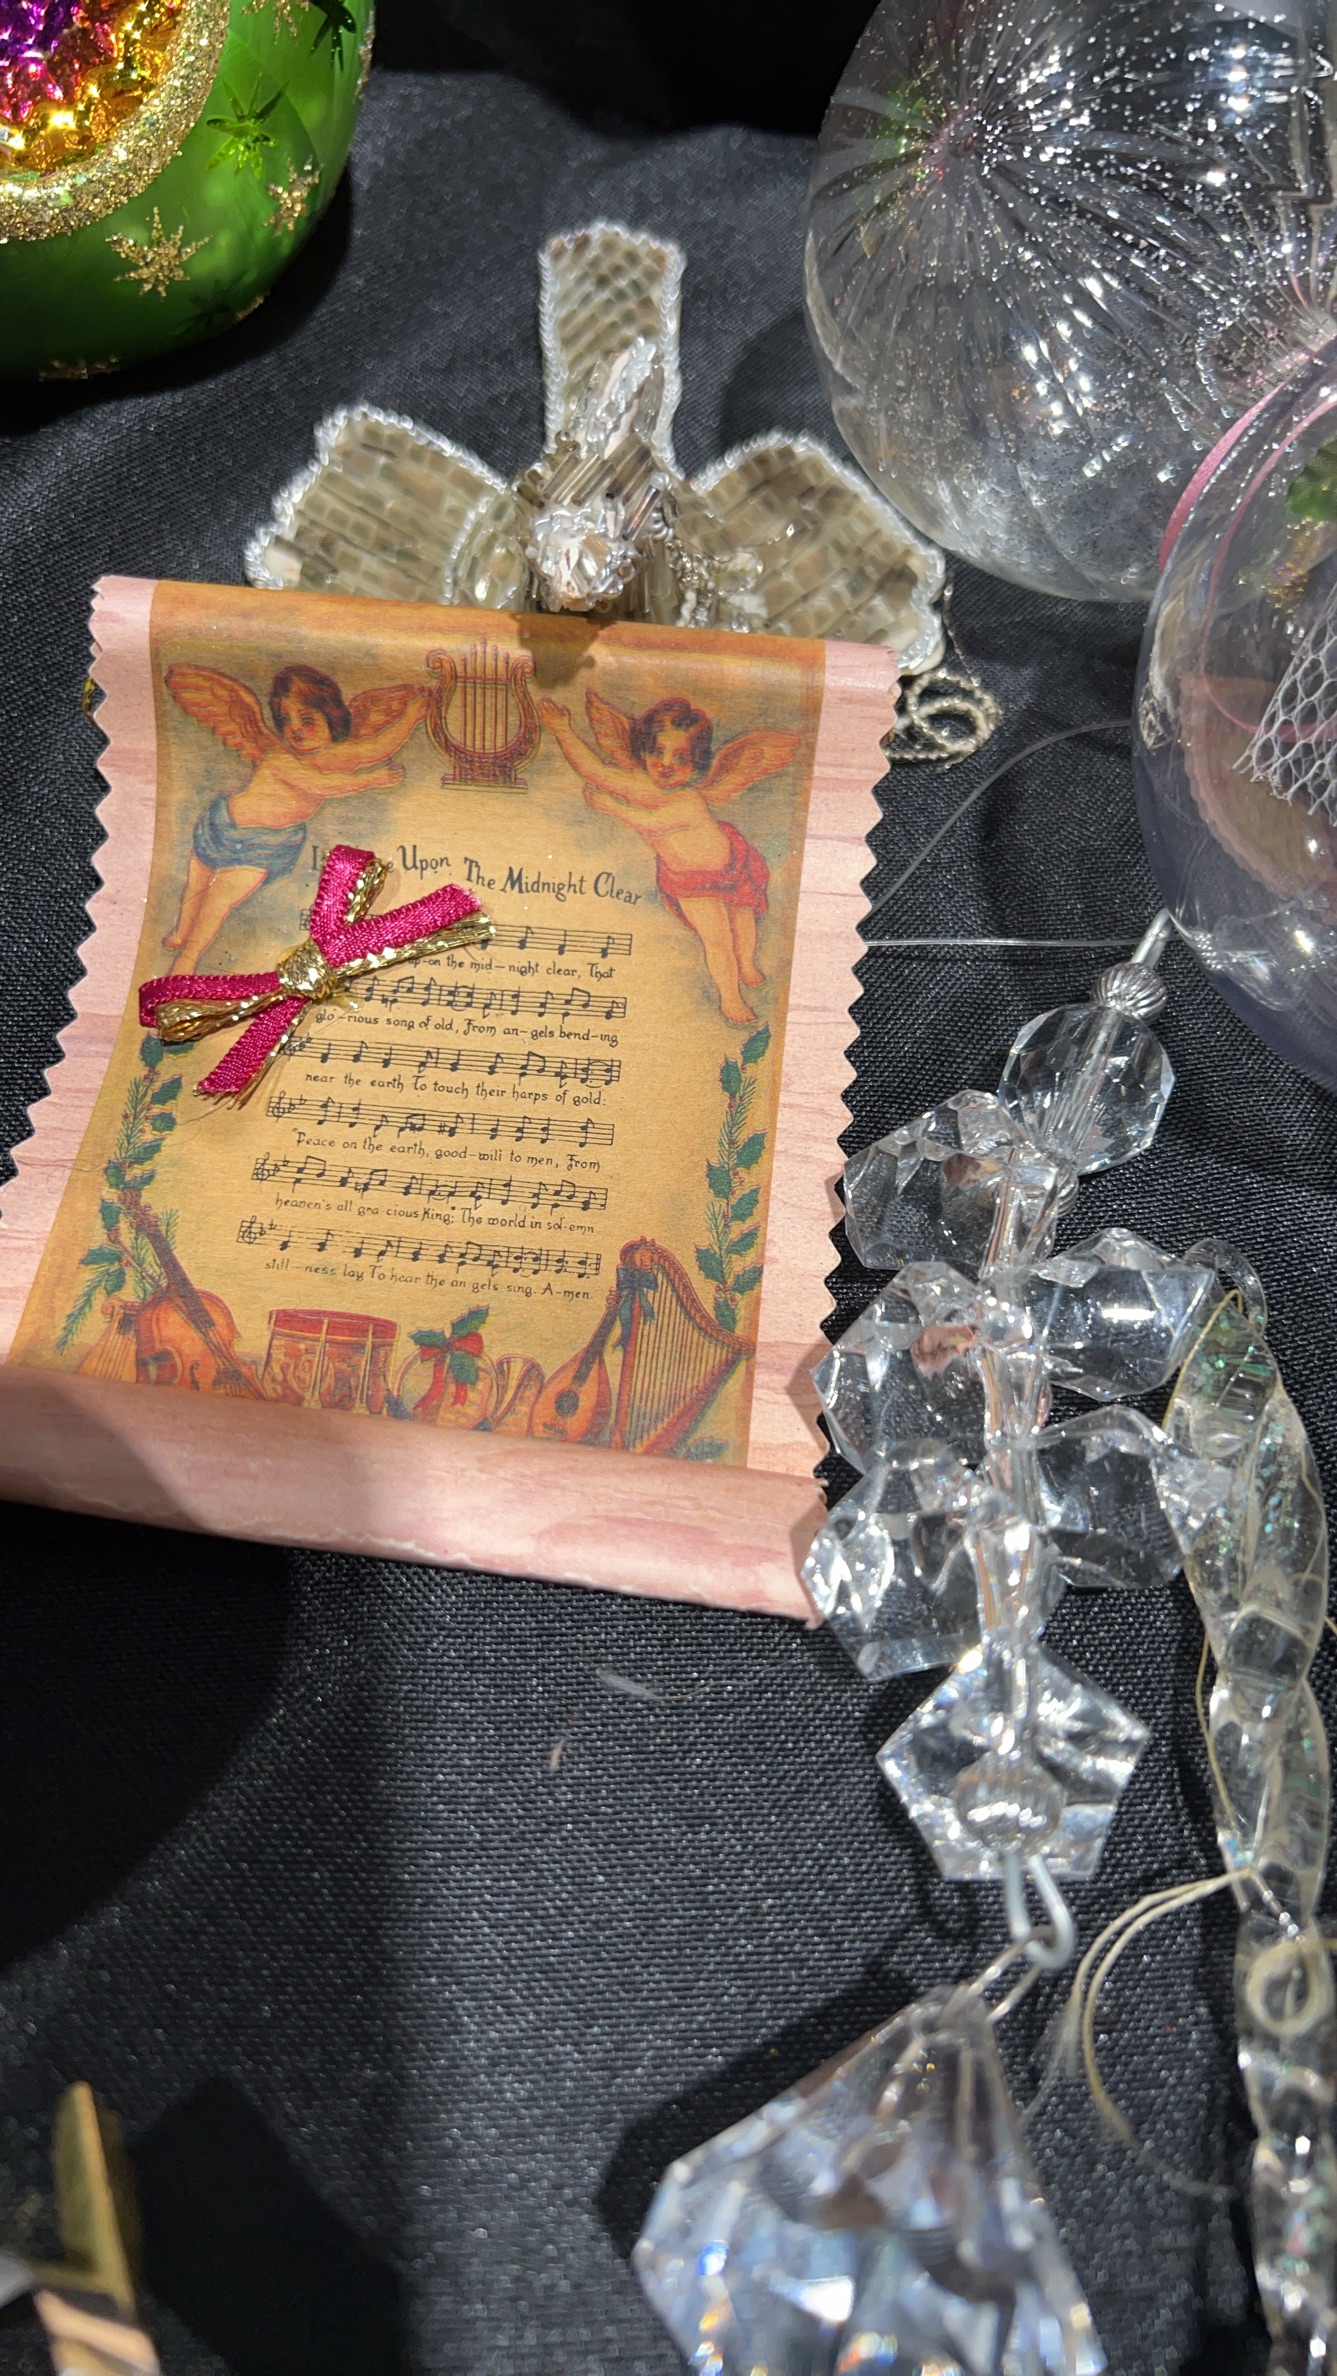 Upon The Midnight Clear
up-on the mid-night clear, That
glo-rious song of old, From an-gels bend-ing
near the earth To touch their harps of gold:
"Peace on the earth, good-will to men, From
heaven's all gra-cious King; The world in sol-emn
still-ness lay To hear the an-gels sing. A-men.